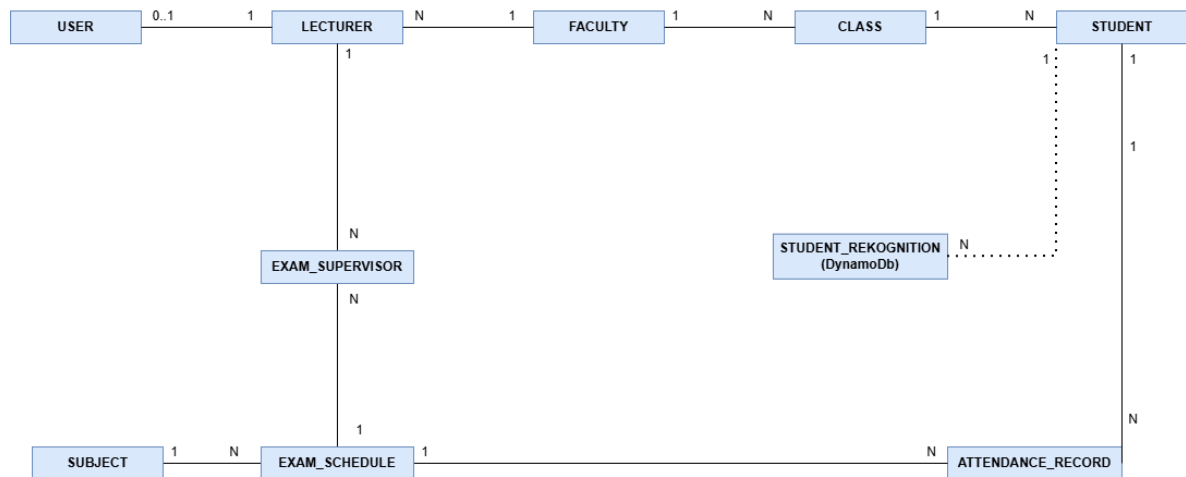 0..1 1 N 1 1 N 1 N
USER LECTURER FACULTY CLASS STUDENT
1 1 1
1
N N
STUDENT_REKOGNITION
(DynamoDb)
EXAM_SUPERVISOR
N
N
1
1 N 1 N
SUBJECT EXAM_SCHEDULE ATTENDANCE_RECORD